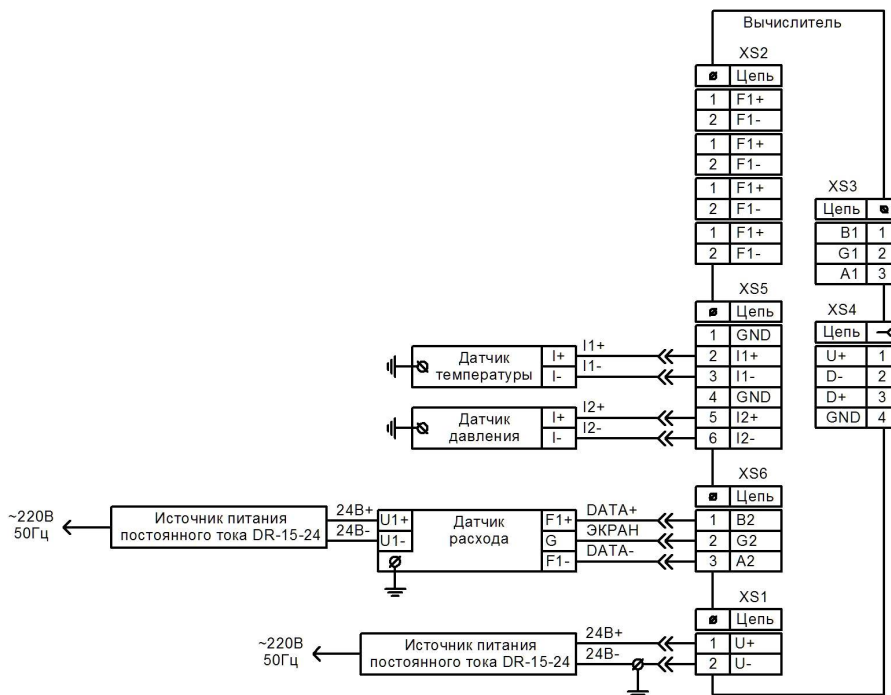 Вычислитель
XS2
Цепь
1 F1+
2 F1-
1 F1+
2 F1-
1 F1+
2 F1-
1 F1+
2 F1-
XS3
Цепь
B1 1
G1 2
A1 3
XS5
Цепь
1 GND
2 I1+
3 I1-
4 GND
5 I2+
6 I2-
XS4
Цепь
U+ 1
D- 2
D+ 3
GND 4
Датчик
температуры
I+
I-
I1+
I1-
Датчик
давления
I+
I-
I2+
I2-
XS6
Цепь
1 B2
2 G2
3 A2
~220В
50Гц
Источник питания
постоянного тока DR-15-24
24В+
24В-
U1+
U1-
Датчик
расхода
F1+
G
F1-
DATA+
ЭКРАН
DATA-
XS1
Цепь
1 U+
2 U-
~220В
50Гц
Источник питания
постоянного тока DR-15-24
24В+
24В-